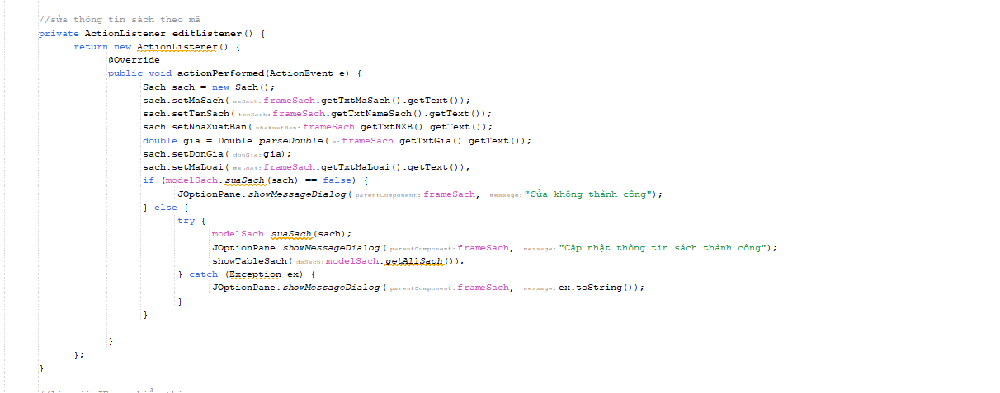 //sửa thông tin sách theo mã
private ActionListener editListener() {
return new ActionListener() {
@Override
public void actionPerformed(ActionEvent e) {
Sach sach = new Sach();
sach.setMaSach( maSach: frameSach.getTxtMaSach().getText());
sach.setTenSach( tenSach: frameSach.getTxtNameSach().getText());
sach.setNhaXuatBan( nhaXuatBan: frameSach.getTxtNXB().getText());
double gia = Double.parseDouble( s: frameSach.getTxtGia().getText());
sach.setDonGia( donGia: gia);
sach.setMaLoai( maLoai: frameSach.getTxtMaLoai().getText());
if (modelSach.suaSach(sach) == false) {
JOptionPane.showMessageDialog( parentComponent: frameSach, message: "Sửa không thành công");
} else {
try {
modelSach.suaSach(sach);
JOptionPane.showMessageDialog( parentComponent: frameSach, message: "Cập nhật thông tin sách thành công");
showTableSach( dsSach: modelSach.getAllSach());
} catch (Exception ex) {
JOptionPane.showMessageDialog( parentComponent: frameSach, message: ex.toString());
}
}
}
};
}